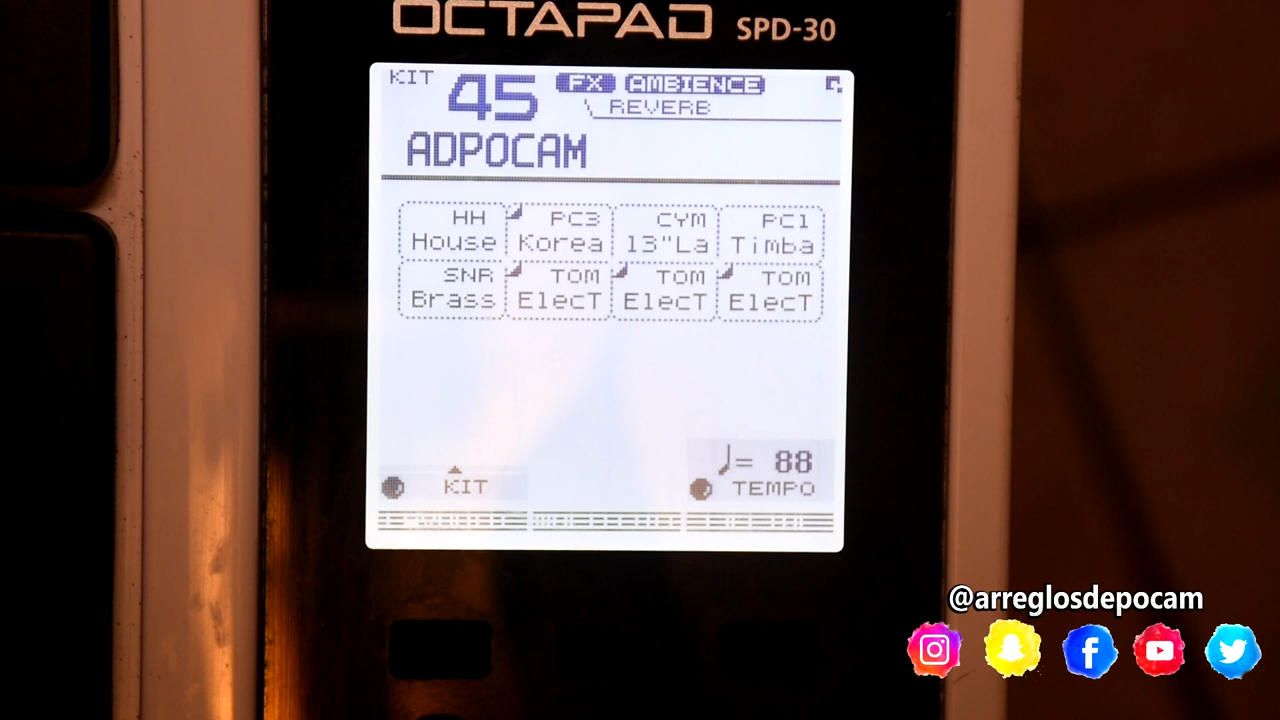 OCTAPAD SPD-30
KIT 45 FX AMBIENCE
REVERB
ADPOCAM
HH PC3 CYM PC1
House Korea 13"La Timba
SNR TOM TOM TOM
Brass ElecT ElecT ElecT
♩= 88
KIT TEMPO
@arreglosdepocam